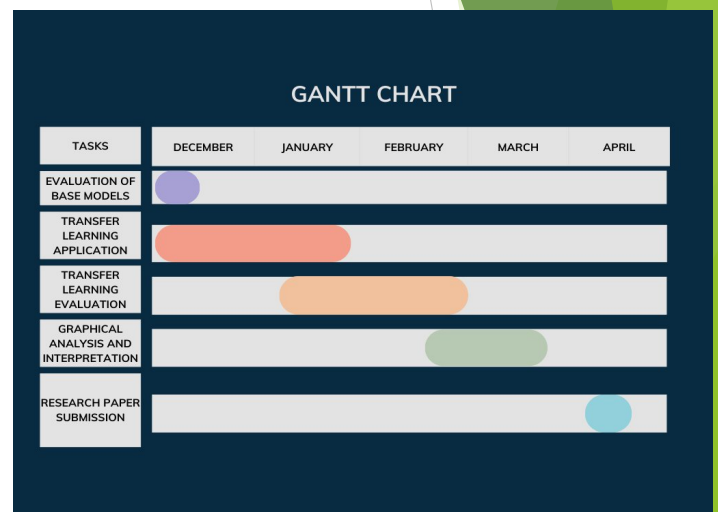 GANTT CHART
TASKS
DECEMBER
JANUARY
FEBRUARY
MARCH
APRIL
EVALUATION OF
BASE MODELS
TRANSFER
LEARNING
APPLICATION
TRANSFER
LEARNING
EVALUATION
GRAPHICAL
ANALYSIS AND
INTERPRETATION
RESEARCH PAPER
SUBMISSION